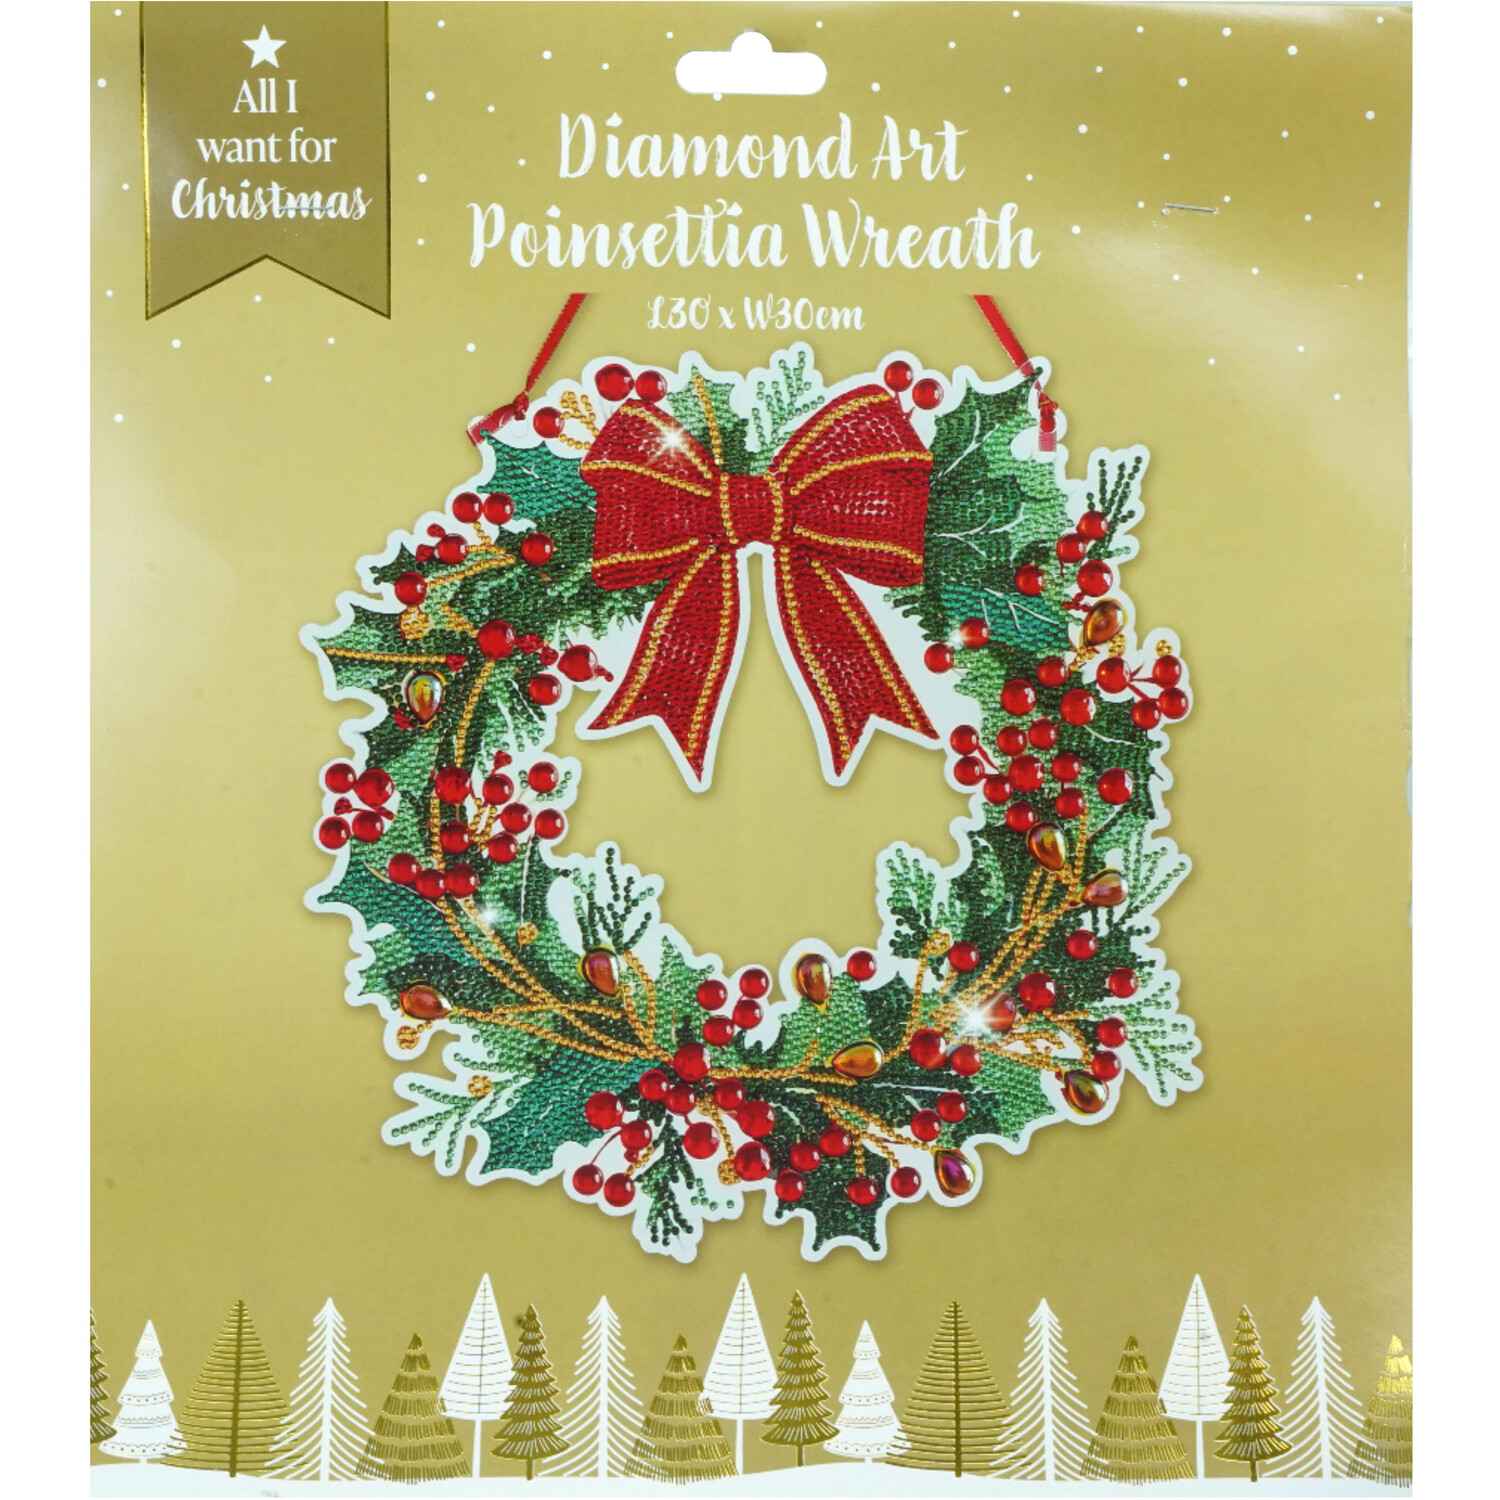 All I
want for
Christmas
Diamond Art
Poinsettia Wreath
L30 x W30cm